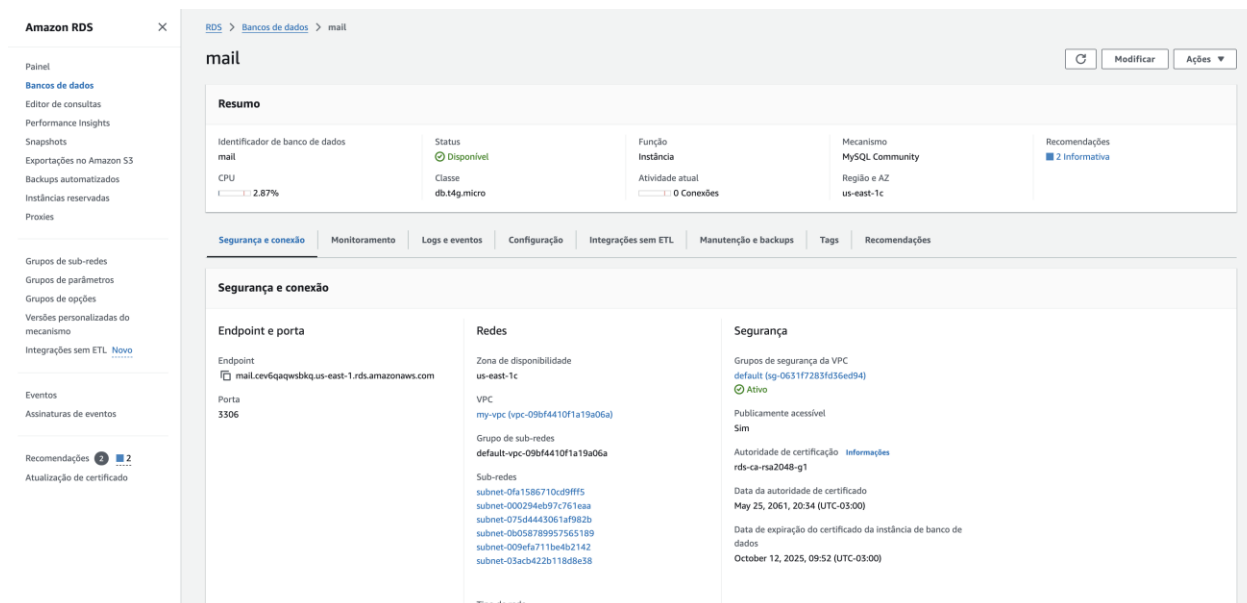 Amazon RDS
Painel
Bancos de dados
Editor de consultas
Performance Insights
Snapshots
Exportações no Amazon S3
Backups automatizados
Instâncias reservadas
Proxies
Grupos de sub-redes
Grupos de parâmetros
Grupos de opções
Versões personalizadas do
mecanismo
Integrações sem ETL Novo
Eventos
Assinaturas de eventos
Recomendações 2 2
Atualização de certificado
RDS > Bancos de dados > mail
mail
Modificar
Ações
Resumo
Identificador de banco de dados
mail
Status
Disponível
Função
Instância
Mecanismo
MySQL Community
Recomendações
2 Informativa
CPU
2.87%
Classe
db.t4g.micro
Atividade atual
0 Conexões
Região e AZ
us-east-1c
Segurança e conexão
Monitoramento
Logs e eventos
Configuração
Integrações sem ETL
Manutenção e backups
Tags
Recomendações
Segurança e conexão
Endpoint e porta
Endpoint
mail.cev6qaqwsbkq.us-east-1.rds.amazonaws.com
Porta
3306
Redes
Zona de disponibilidade
us-east-1c
VPC
my-vpc (vpc-09bf4410f1a19a06a)
Grupo de sub-redes
default-vpc-09bf4410f1a19a06a
Sub-redes
subnet-0fa1586710cd9fff5
subnet-000294eb97c761eaa
subnet-075d4443061af982b
subnet-0b058789957565189
subnet-009efa711be4b2142
subnet-03acb422b118d8e38
Segurança
Grupos de segurança da VPC
default (sg-0631f7283fd36ed94)
Ativo
Publicamente acessível
Sim
Autoridade de certificação Informações
rds-ca-rsa2048-g1
Data da autoridade de certificado
May 25, 2061, 20:34 (UTC-03:00)
Data de expiração do certificado da instância de banco de
dados
October 12, 2025, 09:52 (UTC-03:00)